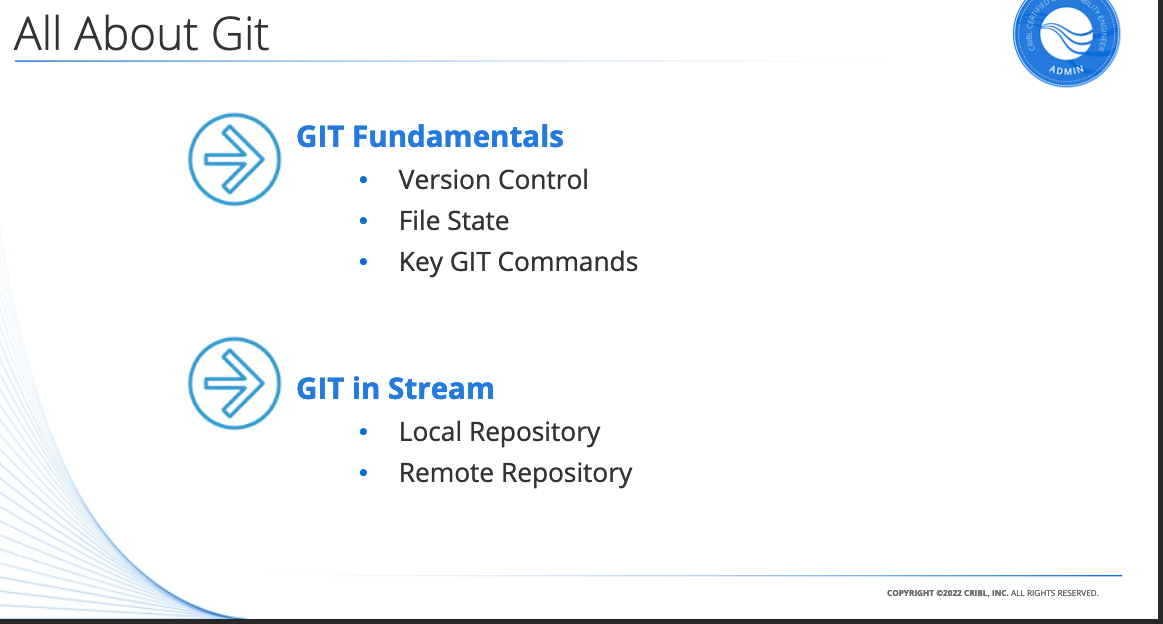 All About Git
ADMIN
GIT Fundamentals
• Version Control
• File State
• Key GIT Commands
GIT in Stream
• Local Repository
• Remote Repository
COPYRIGHT ©2022 CRIBL, INC. ALL RIGHTS RESERVED.